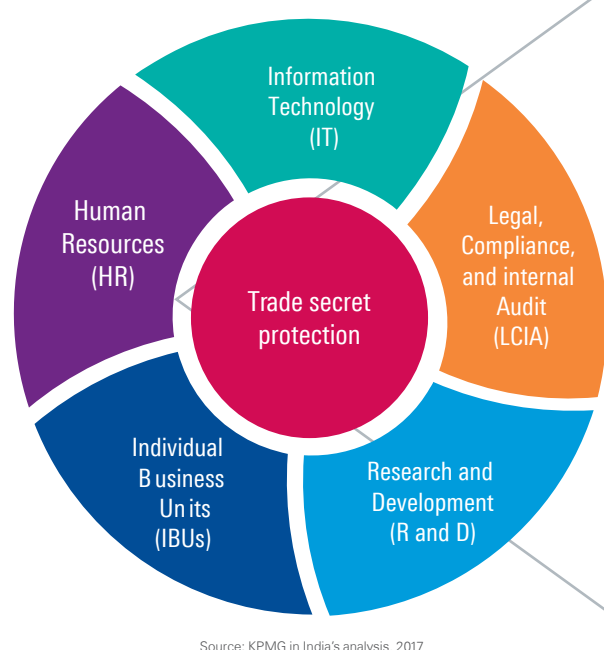 Information
Technology
(IT)
Human
Resources
(HR)
Legal,
Compliance,
and internal
Audit
(LCIA)
Trade secret
protection
Individual
B usiness
Un its
(IBUs)
Research and
Development
(R and D)
Source: KPMG in India's analysis, 2017